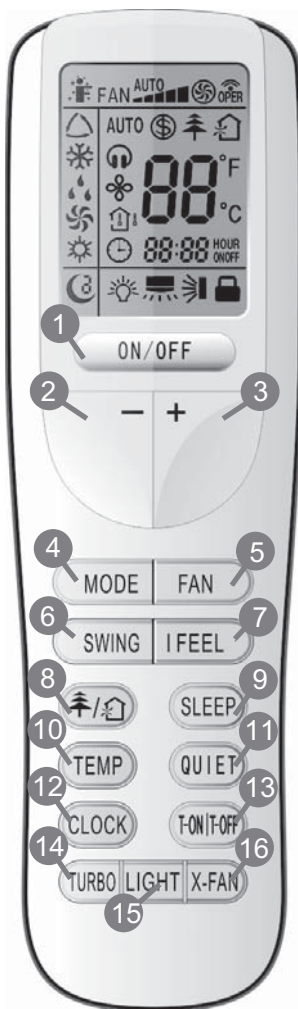 FAN AUTO OPER
AUTO
88 °F
°C
88:88 HOUR
ONOFF
1
ON/OFF
2 − + 3
4 5
MODE FAN
6 7
SWING I FEEL
8 9
/ SLEEP
10 11
TEMP QUIET
12 13
CLOCK T-ON T-OFF
14 16
TURBO LIGHT X-FAN
15